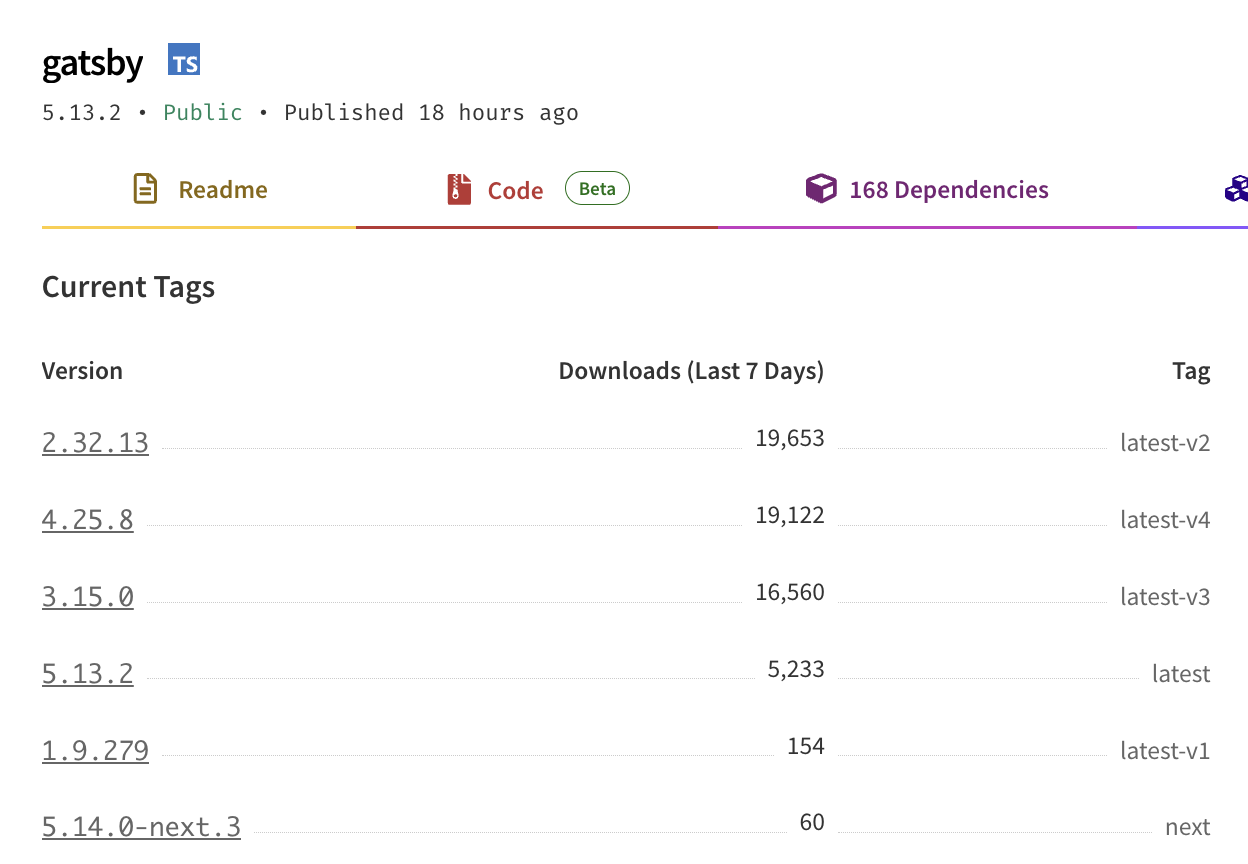 gatsby TS
5.13.2 • Public • Published 18 hours ago
Readme Code Beta 168 Dependencies
Current Tags
Version Downloads (Last 7 Days) Tag
2.32.13 19,653 latest-v2
4.25.8 19,122 latest-v4
3.15.0 16,560 latest-v3
5.13.2 5,233 latest
1.9.279 154 latest-v1
5.14.0-next.3 60 next